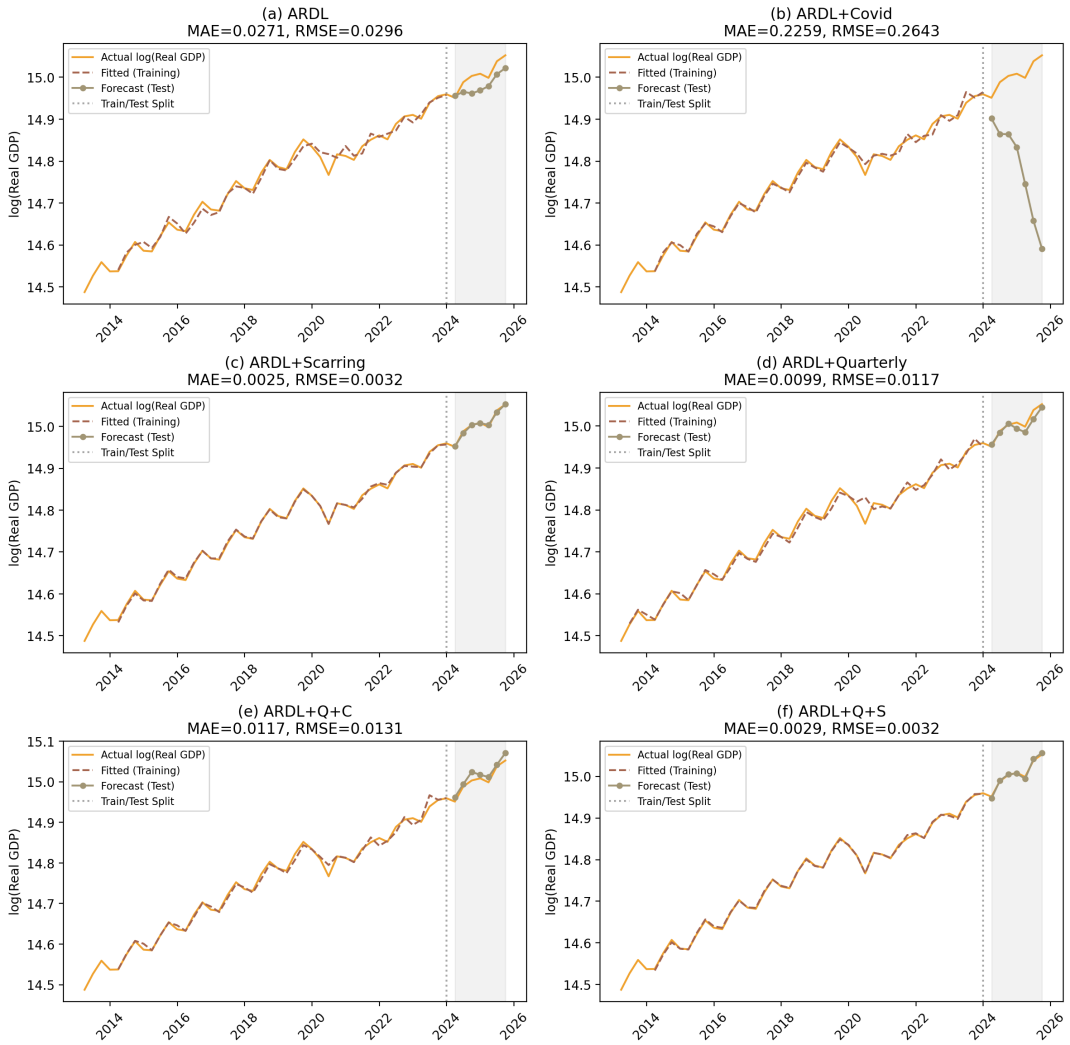 (a) ARDL
MAE=0.0271, RMSE=0.0296
Actual log(Real GDP)
Fitted (Training)
Forecast (Test)
Train/Test Split
log(Real GDP)
15.0
14.9
14.8
14.7
14.6
14.5
2014
2016
2018
2020
2022
2024
2026
(b) ARDL+Covid
MAE=0.2259, RMSE=0.2643
Actual log(Real GDP)
Fitted (Training)
Forecast (Test)
Train/Test Split
log(Real GDP)
15.0
14.9
14.8
14.7
14.6
14.5
2014
2016
2018
2020
2022
2024
2026
(c) ARDL+Scarring
MAE=0.0025, RMSE=0.0032
Actual log(Real GDP)
Fitted (Training)
Forecast (Test)
Train/Test Split
log(Real GDP)
15.0
14.9
14.8
14.7
14.6
14.5
2014
2016
2018
2020
2022
2024
2026
(d) ARDL+Quarterly
MAE=0.0099, RMSE=0.0117
Actual log(Real GDP)
Fitted (Training)
Forecast (Test)
Train/Test Split
log(Real GDP)
15.0
14.9
14.8
14.7
14.6
14.5
2014
2016
2018
2020
2022
2024
2026
(e) ARDL+Q+C
MAE=0.0117, RMSE=0.0131
Actual log(Real GDP)
Fitted (Training)
Forecast (Test)
Train/Test Split
log(Real GDP)
15.1
15.0
14.9
14.8
14.7
14.6
14.5
2014
2016
2018
2020
2022
2024
2026
(f) ARDL+Q+S
MAE=0.0029, RMSE=0.0032
Actual log(Real GDP)
Fitted (Training)
Forecast (Test)
Train/Test Split
log(Real GDP)
15.0
14.9
14.8
14.7
14.6
14.5
2014
2016
2018
2020
2022
2024
2026